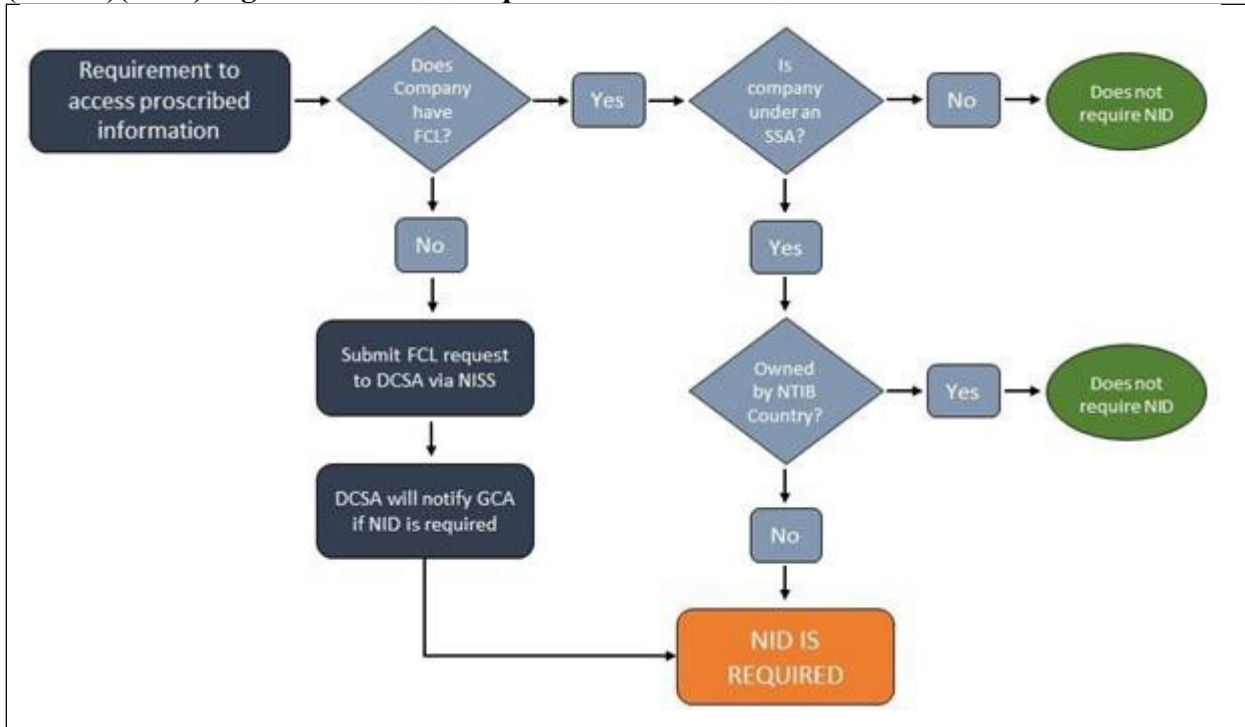 Requirement to
access proscribed
information
Does
Company
have
FCL?
Yes
Is
company
under an
SSA?
No
Does not
require NID
No
Yes
Submit FCL request
to DCSA via NISS
Owned
by NTIB
Country?
Yes
Does not
require NID
DCSA will notify GCA
if NID is required
No
NID IS
REQUIRED